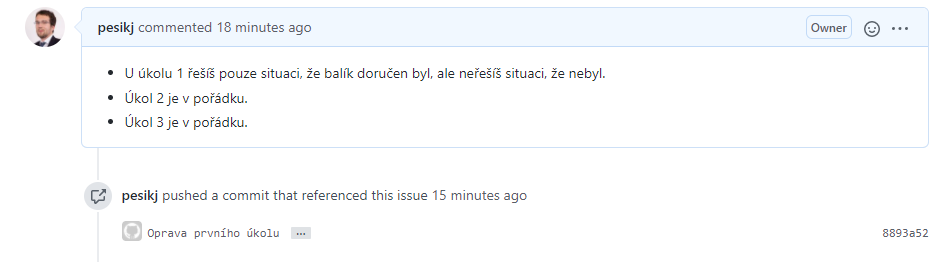 pesikj commented 18 minutes ago Owner
U úkolu 1 řešíš pouze situaci, že balík doručen byl, ale neřešíš situaci, že nebyl.
Úkol 2 je v pořádku.
Úkol 3 je v pořádku.
pesikj pushed a commit that referenced this issue 15 minutes ago
Oprava prvního úkolu ... 8893a52